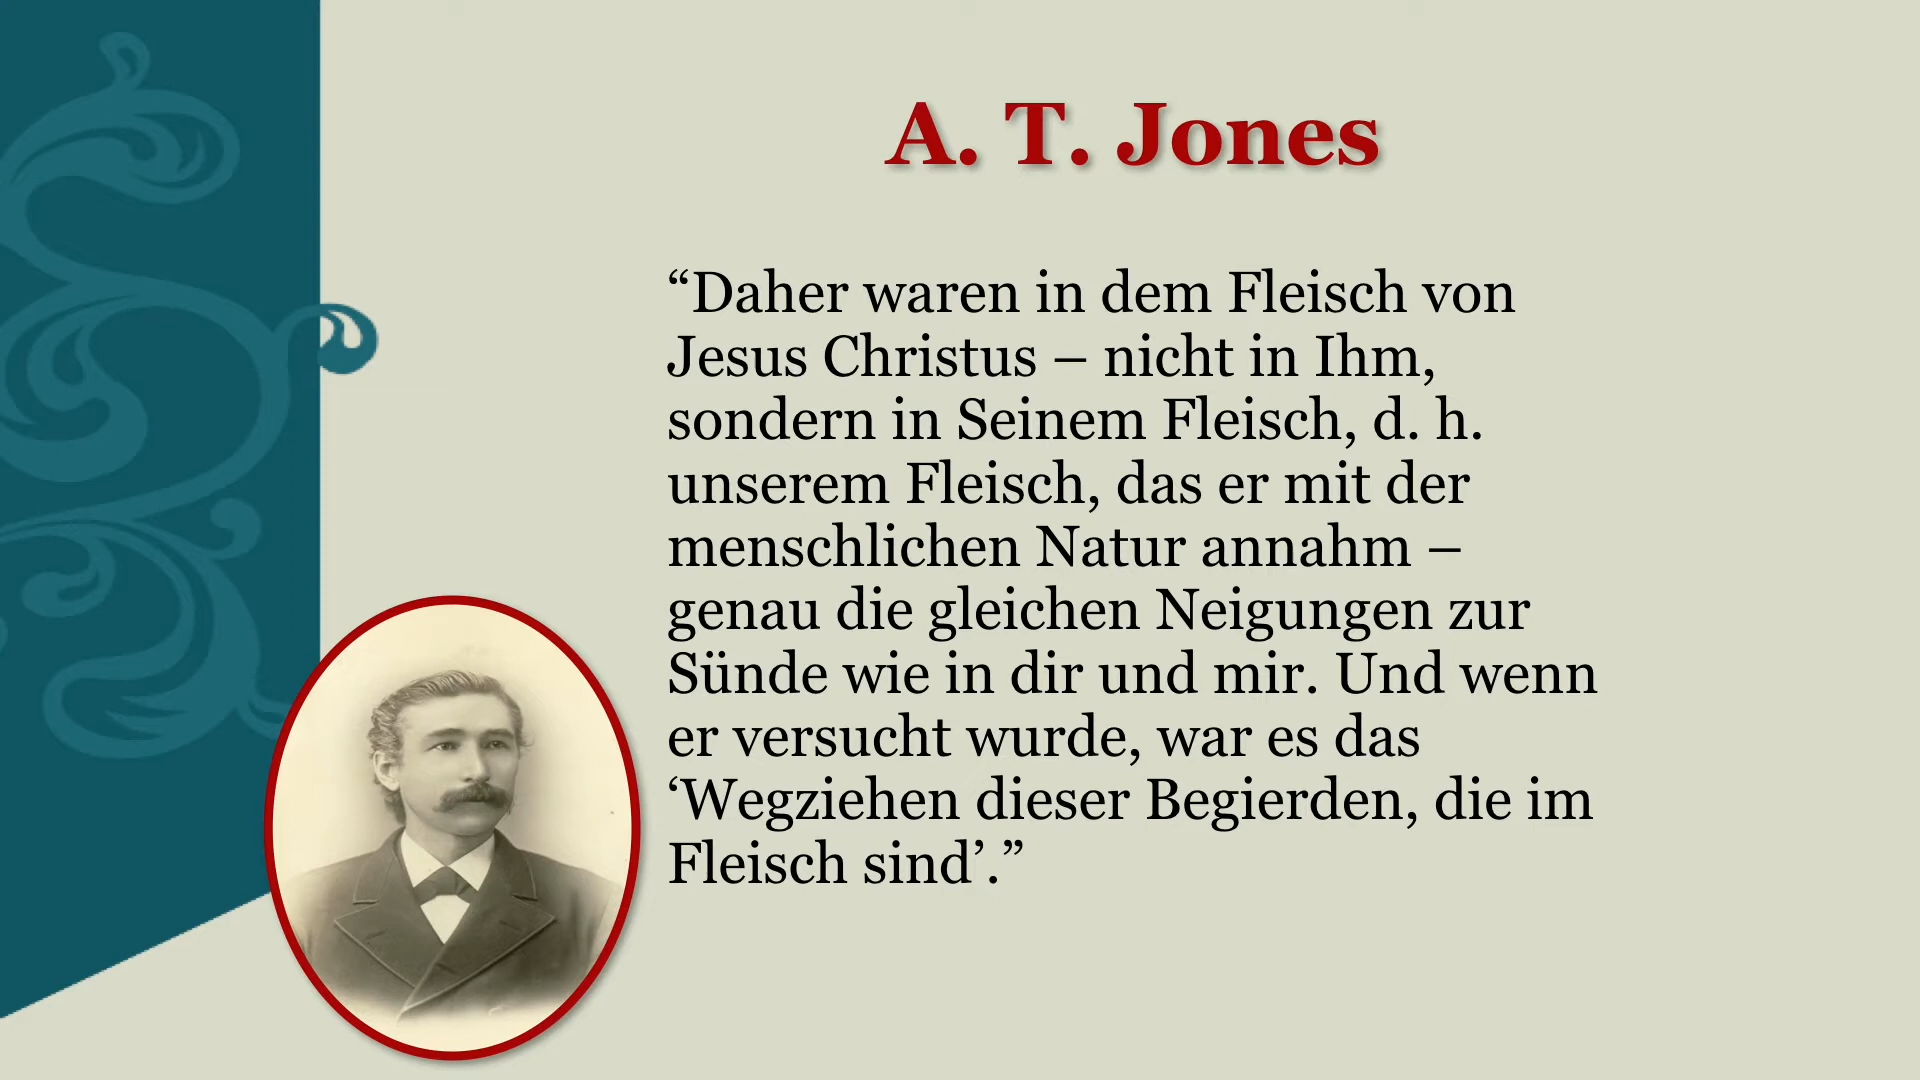 A. T. Jones
“Daher waren in dem Fleisch von
Jesus Christus – nicht in Ihm,
sondern in Seinem Fleisch, d. h.
unserem Fleisch, das er mit der
menschlichen Natur annahm –
genau die gleichen Neigungen zur
Sünde wie in dir und mir. Und wenn
er versucht wurde, war es das
‘Wegziehen dieser Begierden, die im
Fleisch sind’.”